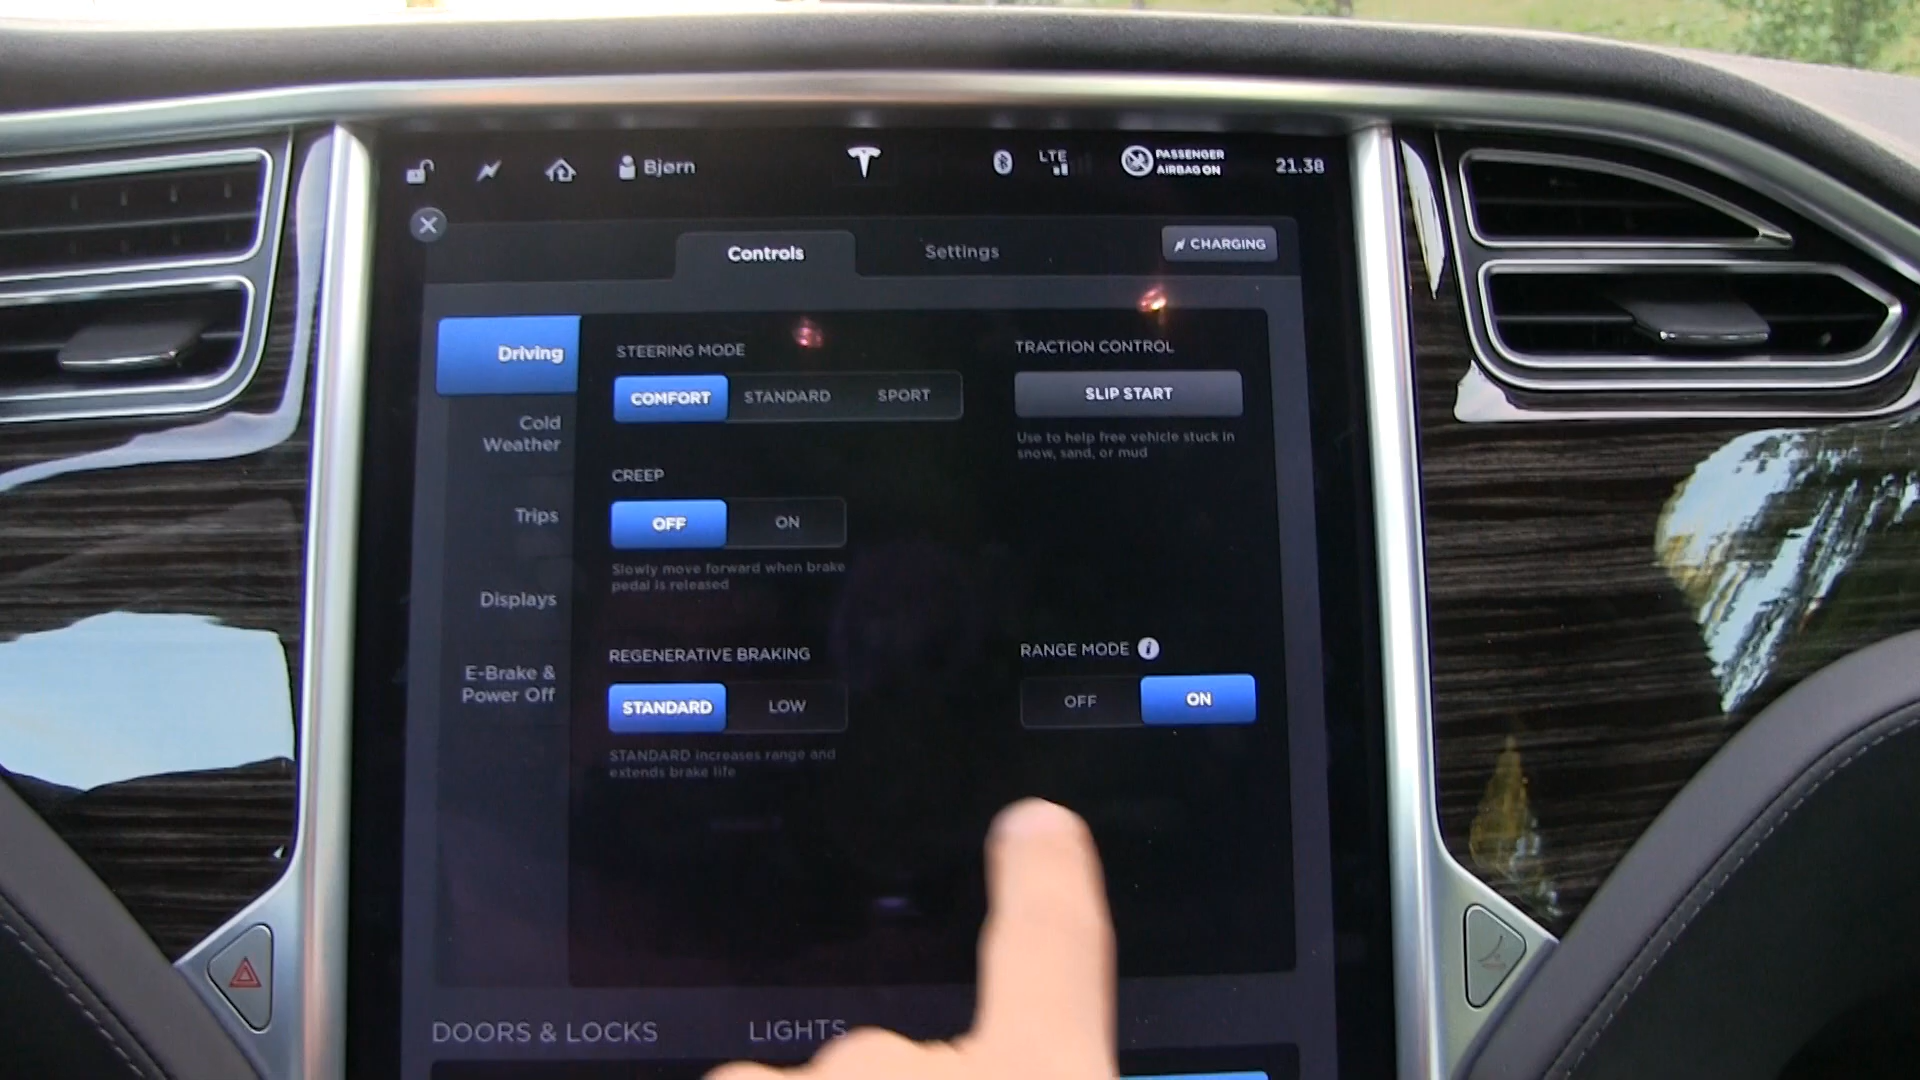 Bjørn
LTE
PASSENGER
AIRBAG ON
21.38
Controls
Settings
CHARGING
Driving
Cold
Weather
Trips
Displays
E-Brake &
Power Off
STEERING MODE
COMFORT STANDARD SPORT
TRACTION CONTROL
SLIP START
Use to help free vehicle stuck in
snow, sand, or mud
CREEP
OFF ON
Slowly move forward when brake
pedal is released
REGENERATIVE BRAKING
STANDARD LOW
STANDARD increases range and
extends brake life
RANGE MODE i
OFF ON
DOORS & LOCKS
LIGHTS